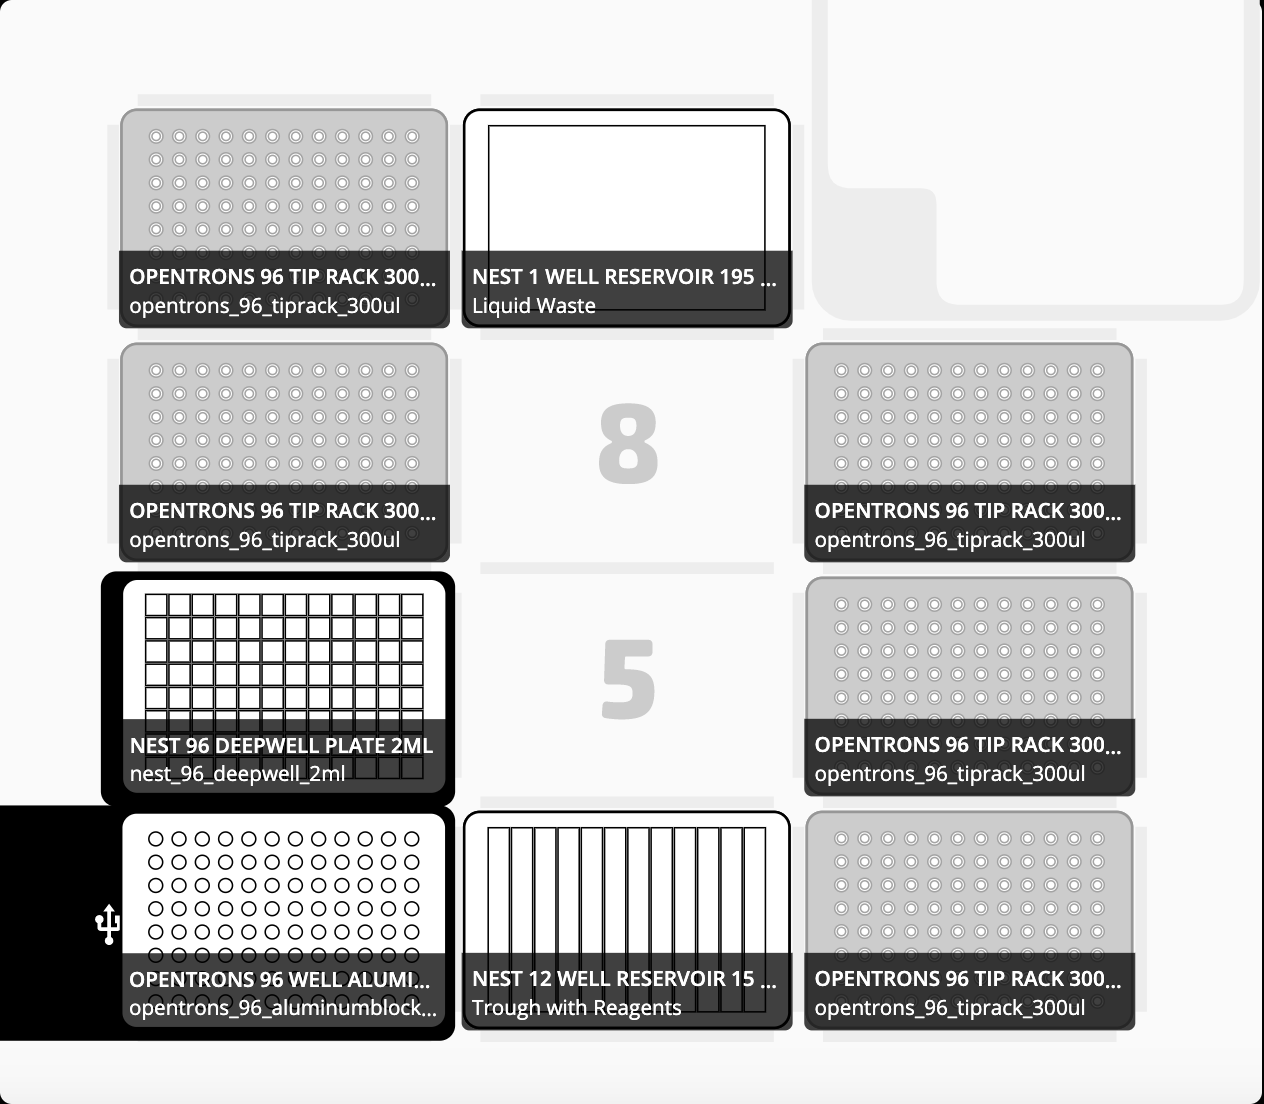 OPENTRONS 96 TIP RACK 300...
opentrons_96_tiprack_300ul
NEST 1 WELL RESERVOIR 195 ...
Liquid Waste
OPENTRONS 96 TIP RACK 300...
opentrons_96_tiprack_300ul
8
OPENTRONS 96 TIP RACK 300...
opentrons_96_tiprack_300ul
NEST 96 DEEPWELL PLATE 2ML
nest_96_deepwell_2ml
5
OPENTRONS 96 TIP RACK 300...
opentrons_96_tiprack_300ul
OPENTRONS 96 WELL ALUMI...
opentrons_96_aluminumblock...
NEST 12 WELL RESERVOIR 15 ...
Trough with Reagents
OPENTRONS 96 TIP RACK 300...
opentrons_96_tiprack_300ul